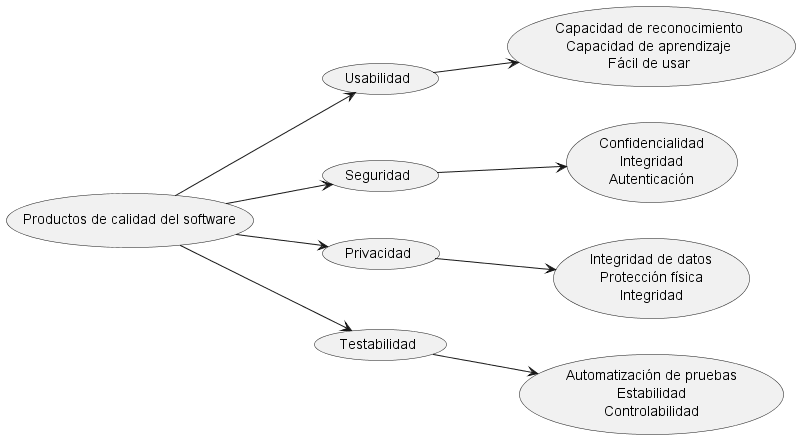 Productos de calidad del software
Usabilidad
Capacidad de reconocimiento
Capacidad de aprendizaje
Fácil de usar
Seguridad
Confidencialidad
Integridad
Autenticación
Privacidad
Integridad de datos
Protección física
Integridad
Testabilidad
Automatización de pruebas
Estabilidad
Controlabilidad